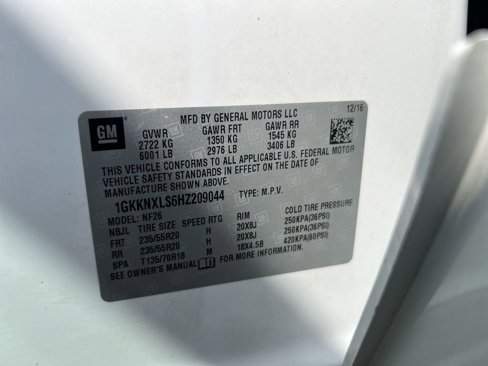 GM
MFD BY GENERAL MOTORS LLC
12/16
GVWR GAWR FRT GAWR RR
2722 KG 1350 KG 1545 KG
6001 LB 2976 LB 3406 LB
THIS VEHICLE CONFORMS TO ALL APPLICABLE U.S. FEDERAL MOTOR
VEHICLE SAFETY STANDARDS IN EFFECT ON THE DATE OF
MANUFACTURE SHOWN ABOVE.
1GKKNXLS6HZ209044 TYPE: M.P.V.
MODEL: NF26
NBJL TIRE SIZE SPEED RTG RIM COLD TIRE PRESSURE
FRT 235/55R20 H 20X8J 250KPA(36PSI)
RR 235/55R20 H 20X8J 250KPA(36PSI)
SPA T135/70R18 M 18X4.5B 420KPA(60PSI)
SEE OWNER'S MANUAL FOR MORE INFORMATION.